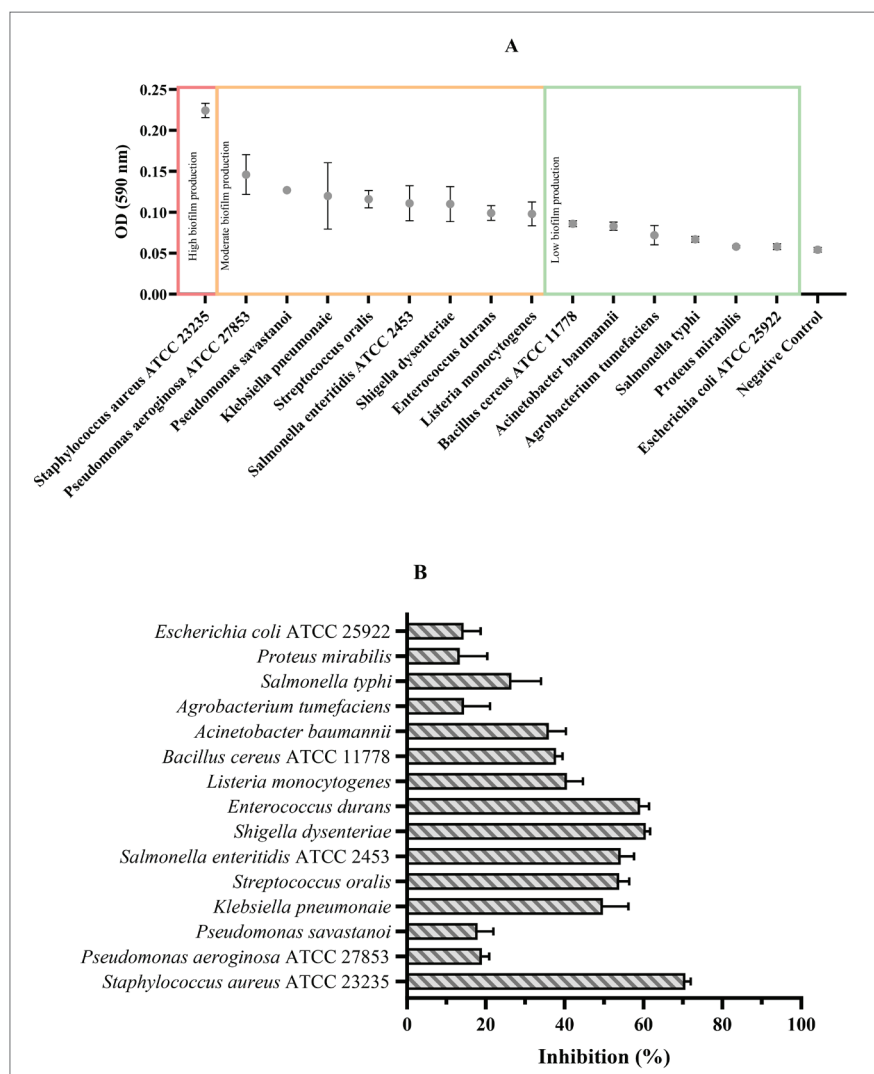 A
OD (590 nm)
0.25
0.20
0.15
0.10
0.05
0.00
High biofilm production
Moderate biofilm production
Low biofilm production
Staphylococcus aureus ATCC 23235
Pseudomonas aeroginosa ATCC 27853
Pseudomonas savastanoi
Klebsiella pneumonaie
Streptococcus oralis
Salmonella enteritidis ATCC 2453
Shigella dysenteriae
Enterococcus durans
Listeria monocytogenes
Bacillus cereus ATCC 11778
Acinetobacter baumannii
Agrobacterium tumefaciens
Salmonella typhi
Proteus mirabilis
Escherichia coli ATCC 25922
Negative Control
B
Escherichia coli ATCC 25922
Proteus mirabilis
Salmonella typhi
Agrobacterium tumefaciens
Acinetobacter baumannii
Bacillus cereus ATCC 11778
Listeria monocytogenes
Enterococcus durans
Shigella dysenteriae
Salmonella enteritidis ATCC 2453
Streptococcus oralis
Klebsiella pneumonaie
Pseudomonas savastanoi
Pseudomonas aeroginosa ATCC 27853
Staphylococcus aureus ATCC 23235
0 20 40 60 80 100
Inhibition (%)